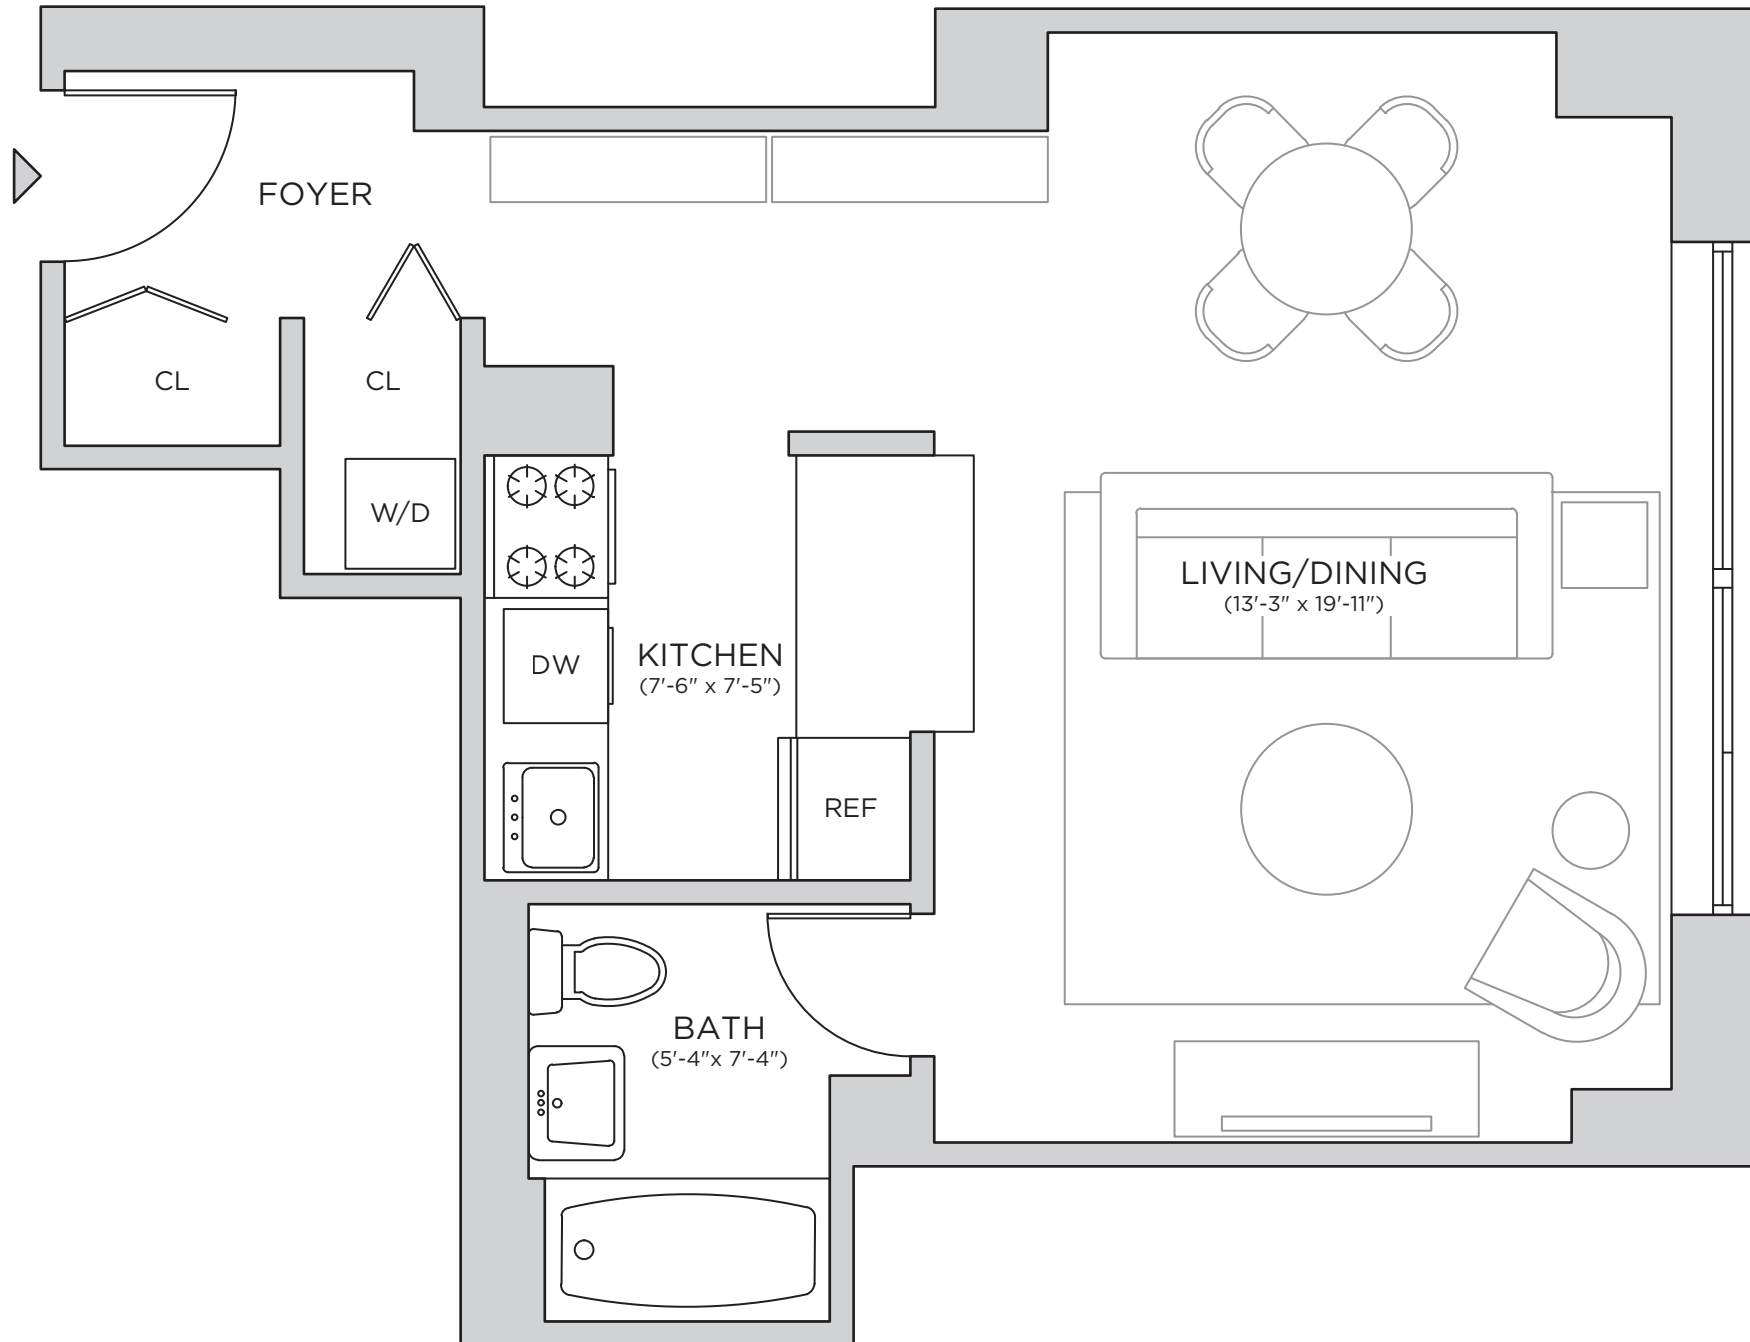 FOYER
CL
CL
W/D
LIVING/DINING
(13'-3" x 19'-11")
DW
KITCHEN
(7'-6" x 7'-5")
REF
BATH
(5'-4"x 7'-4")